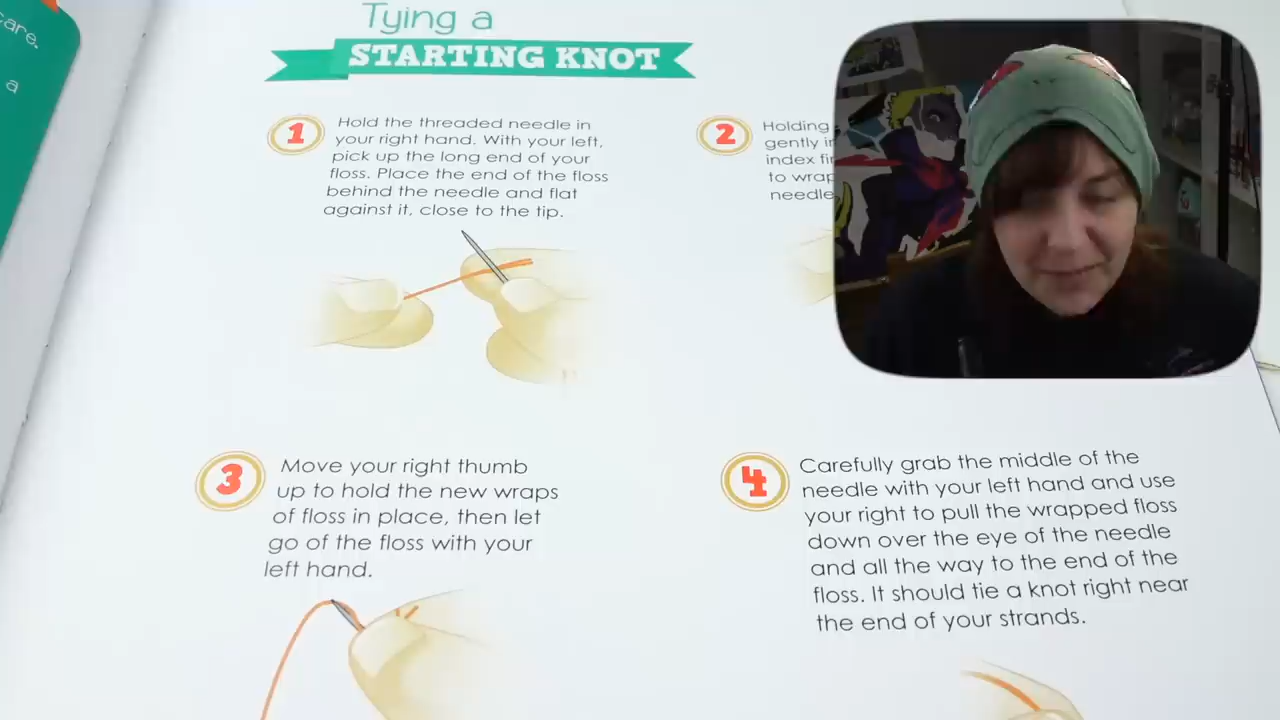 care.
a
Tying a
STARTING KNOT
1
Hold the threaded needle in
your right hand. With your left,
pick up the long end of your
floss. Place the end of the floss
behind the needle and flat
against it, close to the tip.
2
Holding
gently
to
needle
3
Move your right thumb
up to hold the new wraps
of floss in place, then let
go of the floss with your
left hand.
4
Carefully grab the middle of the
needle with your left hand and use
your right to pull the wrapped floss
down over the eye of the needle
and all the way to the end of the
floss. It should tie a knot right near
the end of your strands.